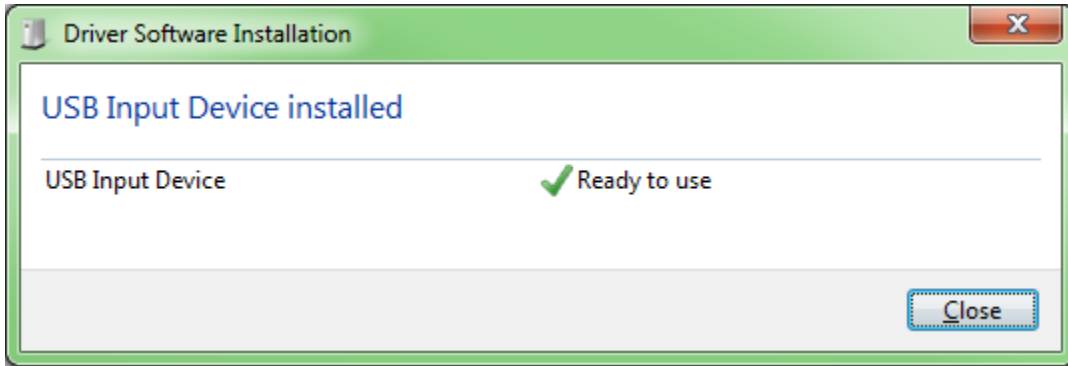 Driver Software Installation
USB Input Device installed
USB Input Device Ready to use
Close